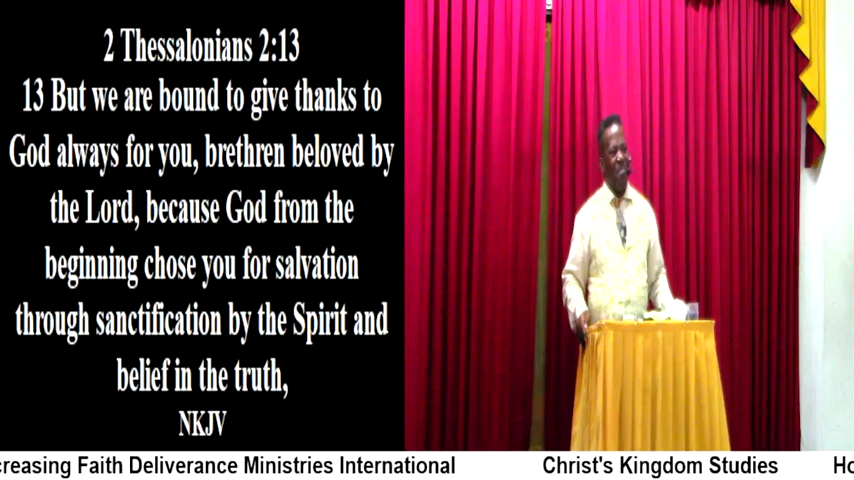 2 Thessalonians 2:13
13 But we are bound to give thanks to
God always for you, brethren beloved by
the Lord, because God from the
beginning chose you for salvation
through sanctification by the Spirit and
belief in the truth,
NKJV
creasing Faith Deliverance Ministries International Christ's Kingdom Studies Ho